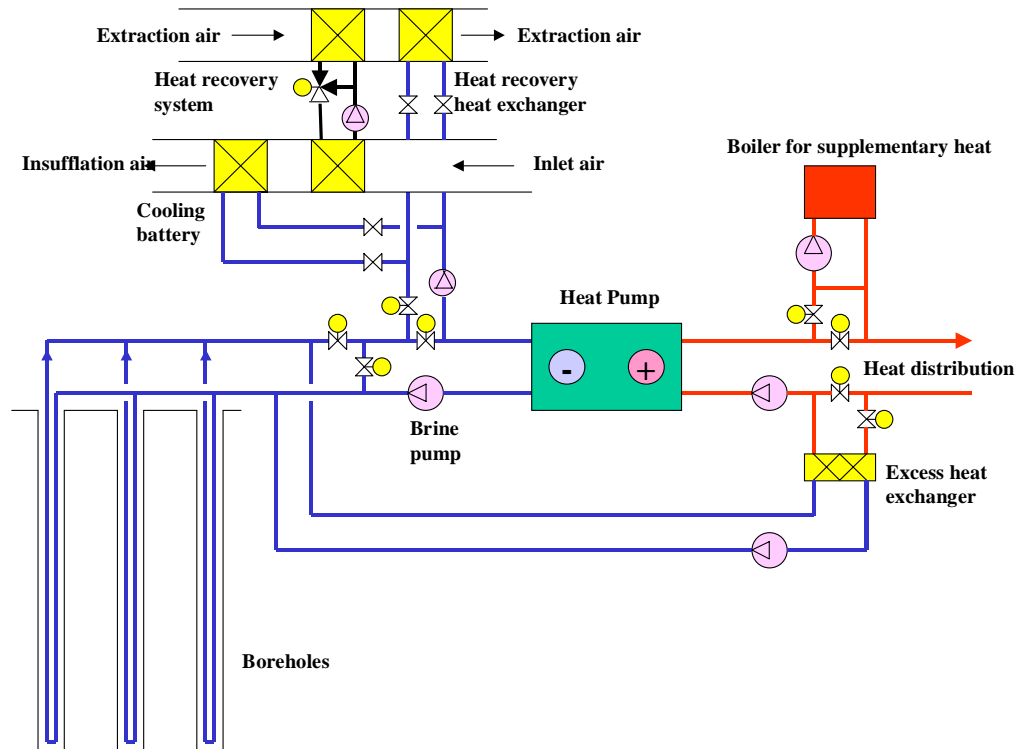 Extraction air
Extraction air
Heat recovery
system
Heat recovery
heat exchanger
Insufflation air
Inlet air
Boiler for supplementary heat
Cooling
battery
Heat Pump
-
+
Heat distribution
Brine
pump
Excess heat
exchanger
Boreholes